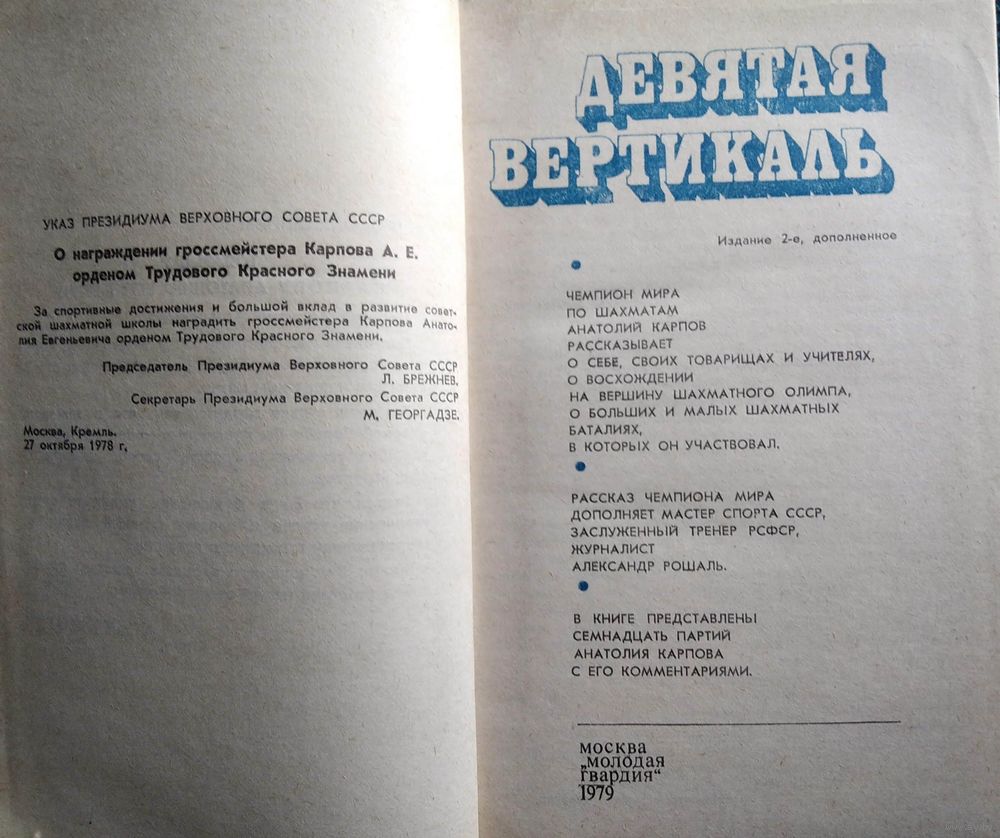 УКАЗ ПРЕЗИДИУМА ВЕРХОВНОГО СОВЕТА СССР
О награждении гроссмейстера Карпова А. Е.
орденом Трудового Красного Знамени
За спортивные достижения и большой вклад в развитие совет-
ской шахматной школы наградить гроссмейстера Карпова Анато-
лия Евгеньевича орденом Трудового Красного Знамени.
Председатель Президиума Верховного Совета СССР
Л. БРЕЖНЕВ.
Секретарь Президиума Верховного Совета СССР
М. ГЕОРГАДЗЕ.
Москва, Кремль.
27 октября 1978 г.
ДЕВЯТАЯ
ВЕРТИКАЛЬ
Издание 2-е, дополненное
ЧЕМПИОН МИРА
ПО ШАХМАТАМ
АНАТОЛИЙ КАРПОВ
РАССКАЗЫВАЕТ
О СЕБЕ, СВОИХ ТОВАРИЩАХ И УЧИТЕЛЯХ,
О ВОСХОЖДЕНИИ
НА ВЕРШИНУ ШАХМАТНОГО ОЛИМПА,
О БОЛЬШИХ И МАЛЫХ ШАХМАТНЫХ
БАТАЛИЯХ,
В КОТОРЫХ ОН УЧАСТВОВАЛ.
РАССКАЗ ЧЕМПИОНА МИРА
ДОПОЛНЯЕТ МАСТЕР СПОРТА СССР,
ЗАСЛУЖЕННЫЙ ТРЕНЕР РСФСР,
ЖУРНАЛИСТ
АЛЕКСАНДР РОШАЛЬ.
В КНИГЕ ПРЕДСТАВЛЕНЫ
СЕМНАДЦАТЬ ПАРТИЙ
АНАТОЛИЯ КАРПОВА
С ЕГО КОММЕНТАРИЯМИ.
МОСКВА
„МОЛОДАЯ
ГВАРДИЯ“
1979